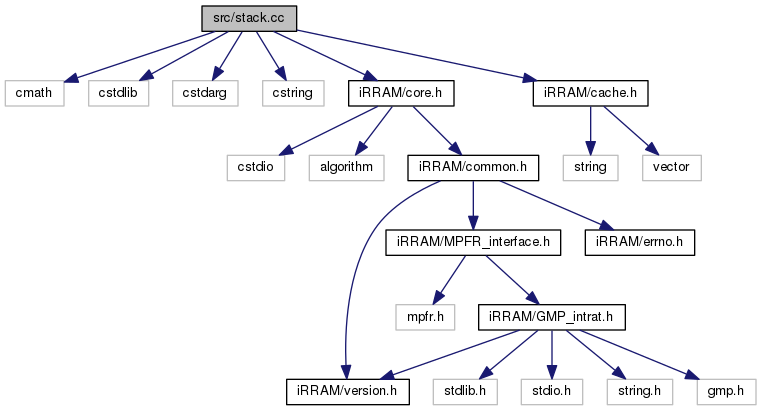 src/stack.cc
cmath
cstdlib
cstdarg
cstring
iRRAM/core.h
iRRAM/cache.h
cstdio
algorithm
iRRAM/common.h
string
vector
iRRAM/MPFR_interface.h
iRRAM/errno.h
mpfr.h
iRRAM/GMP_intrat.h
iRRAM/version.h
stdlib.h
stdio.h
string.h
gmp.h